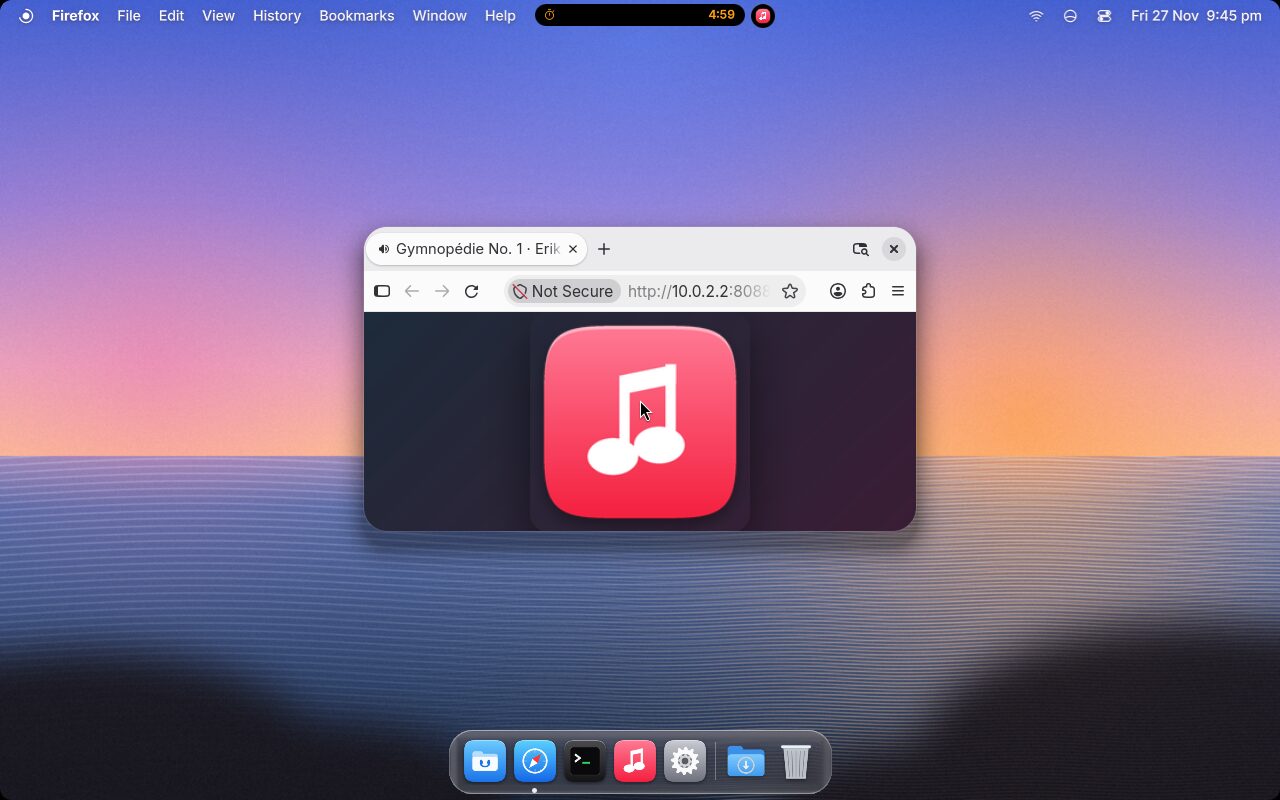 Firefox File Edit View History Bookmarks Window Help 4:59 Fri 27 Nov 9:45 pm
Gymnopédie No. 1 · Erik
Not Secure http://10.0.2.2:8088